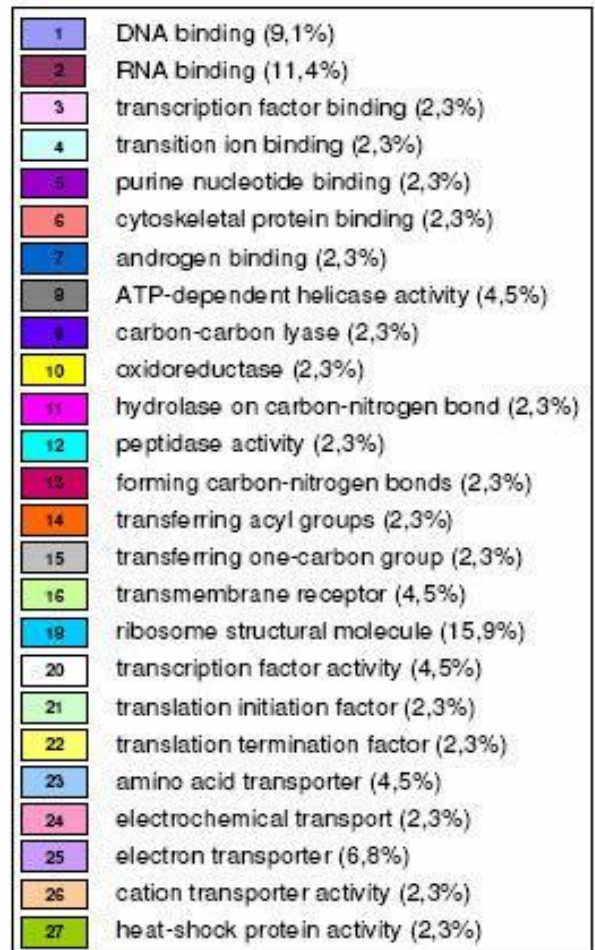 1 DNA binding (9,1%)
2 RNA binding (11,4%)
3 transcription factor binding (2,3%)
4 transition ion binding (2,3%)
5 purine nucleotide binding (2,3%)
6 cytoskeletal protein binding (2,3%)
7 androgen binding (2,3%)
8 ATP-dependent helicase activity (4,5%)
9 carbon-carbon lyase (2,3%)
10 oxidoreductase (2,3%)
11 hydrolase on carbon-nitrogen bond (2,3%)
12 peptidase activity (2,3%)
13 forming carbon-nitrogen bonds (2,3%)
14 transferring acyl groups (2,3%)
15 transferring one-carbon group (2,3%)
16 transmembrane receptor (4,5%)
19 ribosome structural molecule (15,9%)
20 transcription factor activity (4,5%)
21 translation initiation factor (2,3%)
22 translation termination factor (2,3%)
23 amino acid transporter (4,5%)
24 electrochemical transport (2,3%)
25 electron transporter (6,8%)
26 cation transporter activity (2,3%)
27 heat-shock protein activity (2,3%)